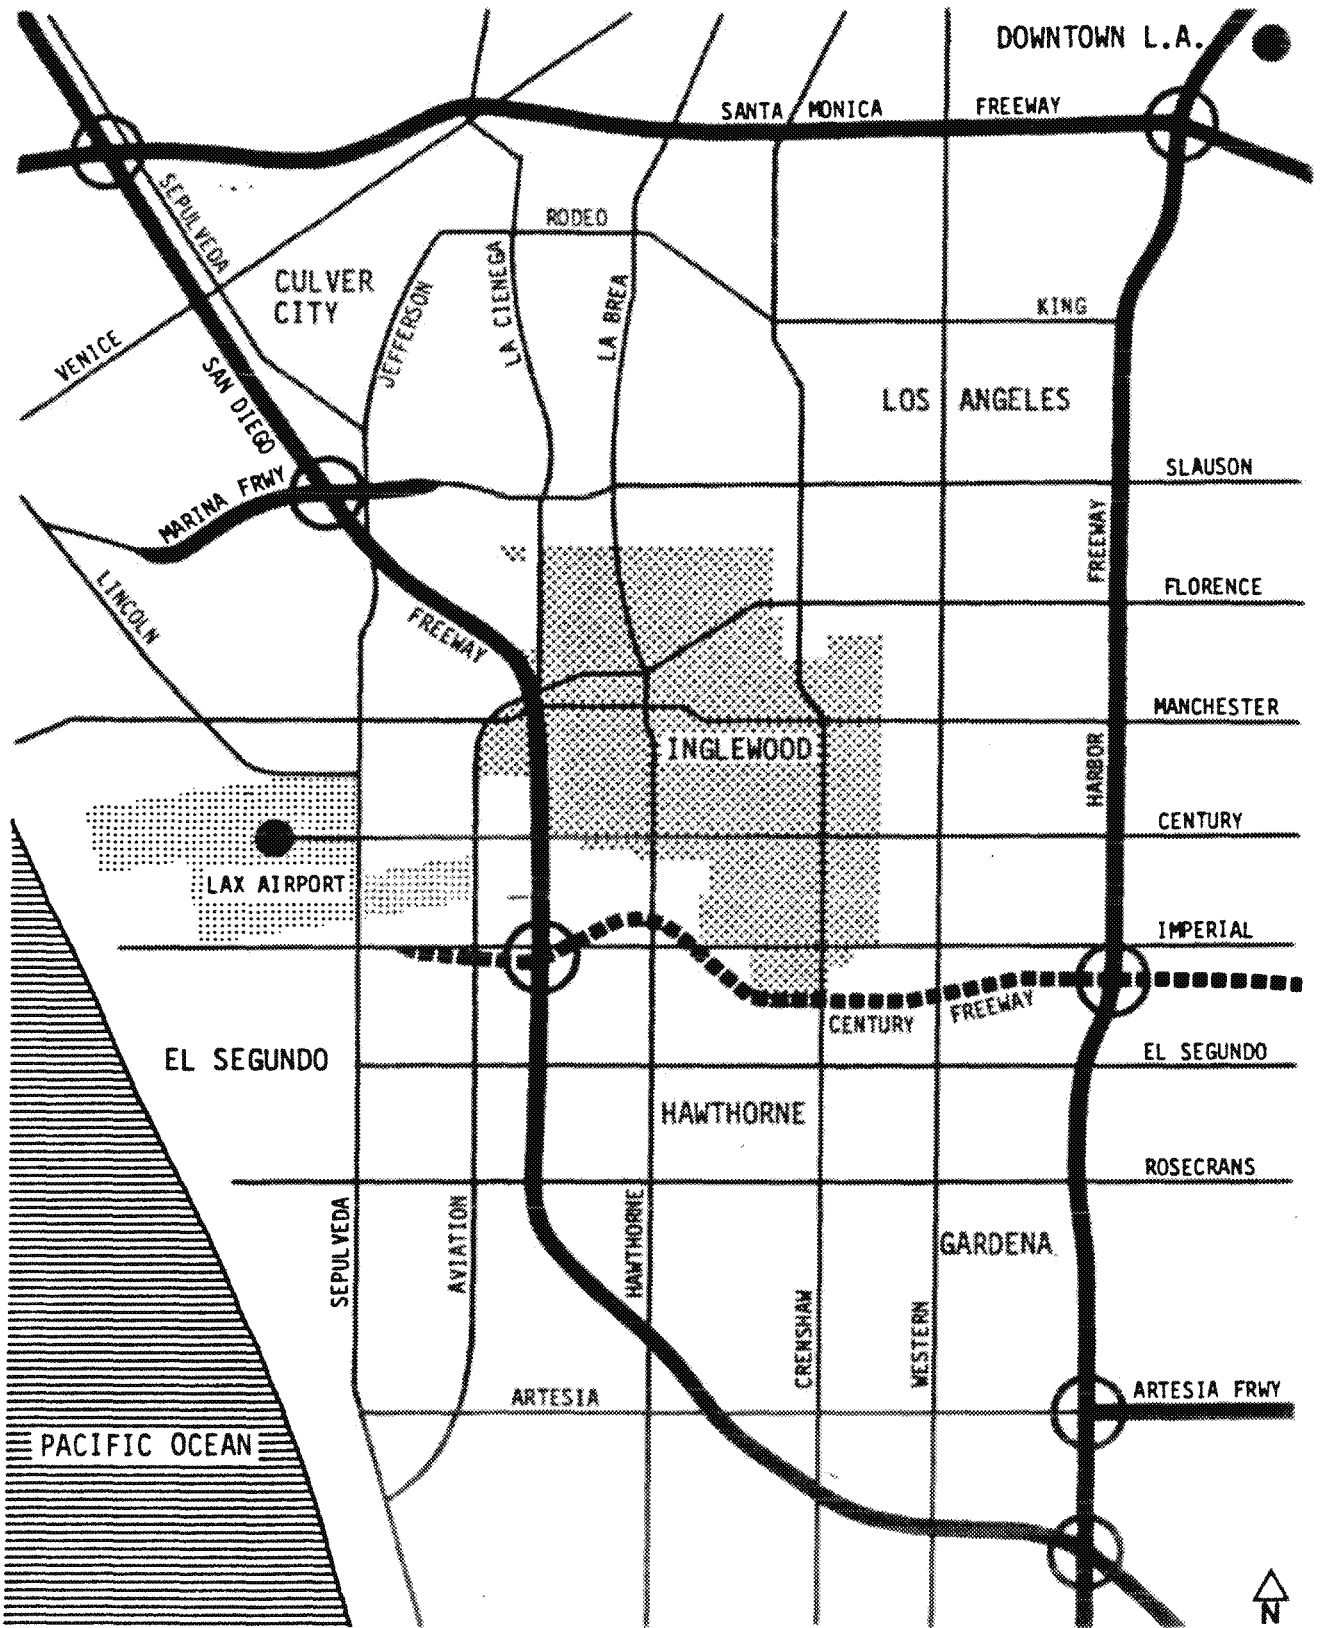 DOWNTOWN L.A.
SANTA MONICA FREEWAY
SEPULVEDA
RODEO
CULVER
CITY
JEFFERSON
LA CIENEGA
LA BREA
KING
VENICE
SAN DIEGO
LOS ANGELES
MARINA FRWY
SLAUSON
FREEWAY
LINCOLN
FLORENCE
FREEWAY
MANCHESTER
INGLEWOOD
HARBOR
CENTURY
LAX AIRPORT
IMPERIAL
CENTURY FREEWAY
EL SEGUNDO
EL SEGUNDO
HAWTHORNE
ROSECRANS
SEPULVEDA
AVIATION
HAWTHORNE
GARDENA
CRENSHAW
WESTERN
ARTESIA
ARTESIA FRWY
PACIFIC OCEAN
N